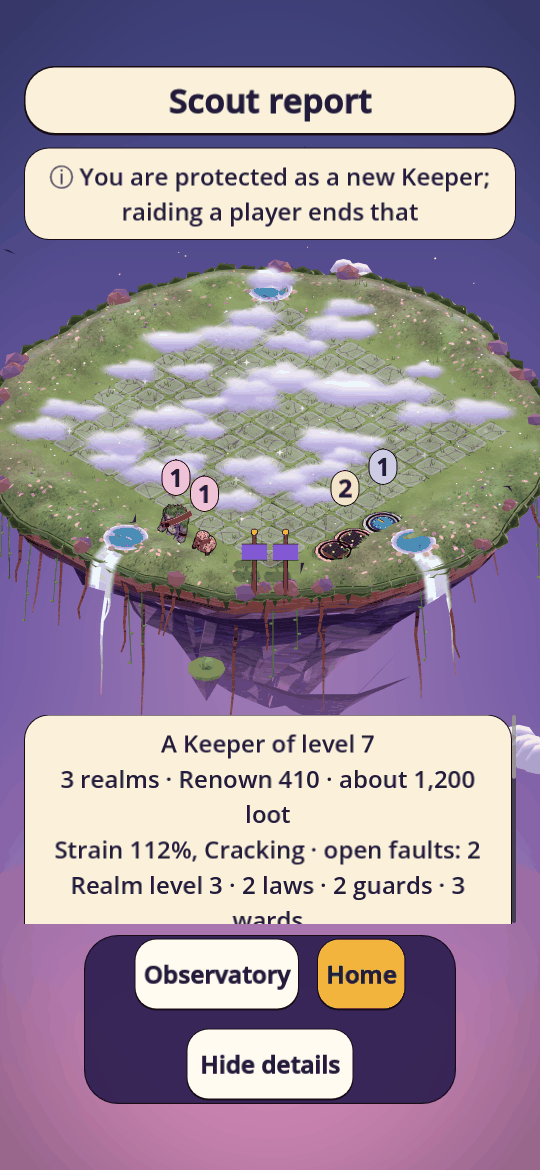 Scout report
ⓘ You are protected as a new Keeper;
raiding a player ends that
1
1
2
1
A Keeper of level 7
3 realms · Renown 410 · about 1,200
loot
Strain 112%, Cracking · open faults: 2
Realm level 3 · 2 laws · 2 guards · 3
wards
Observatory
Home
Hide details